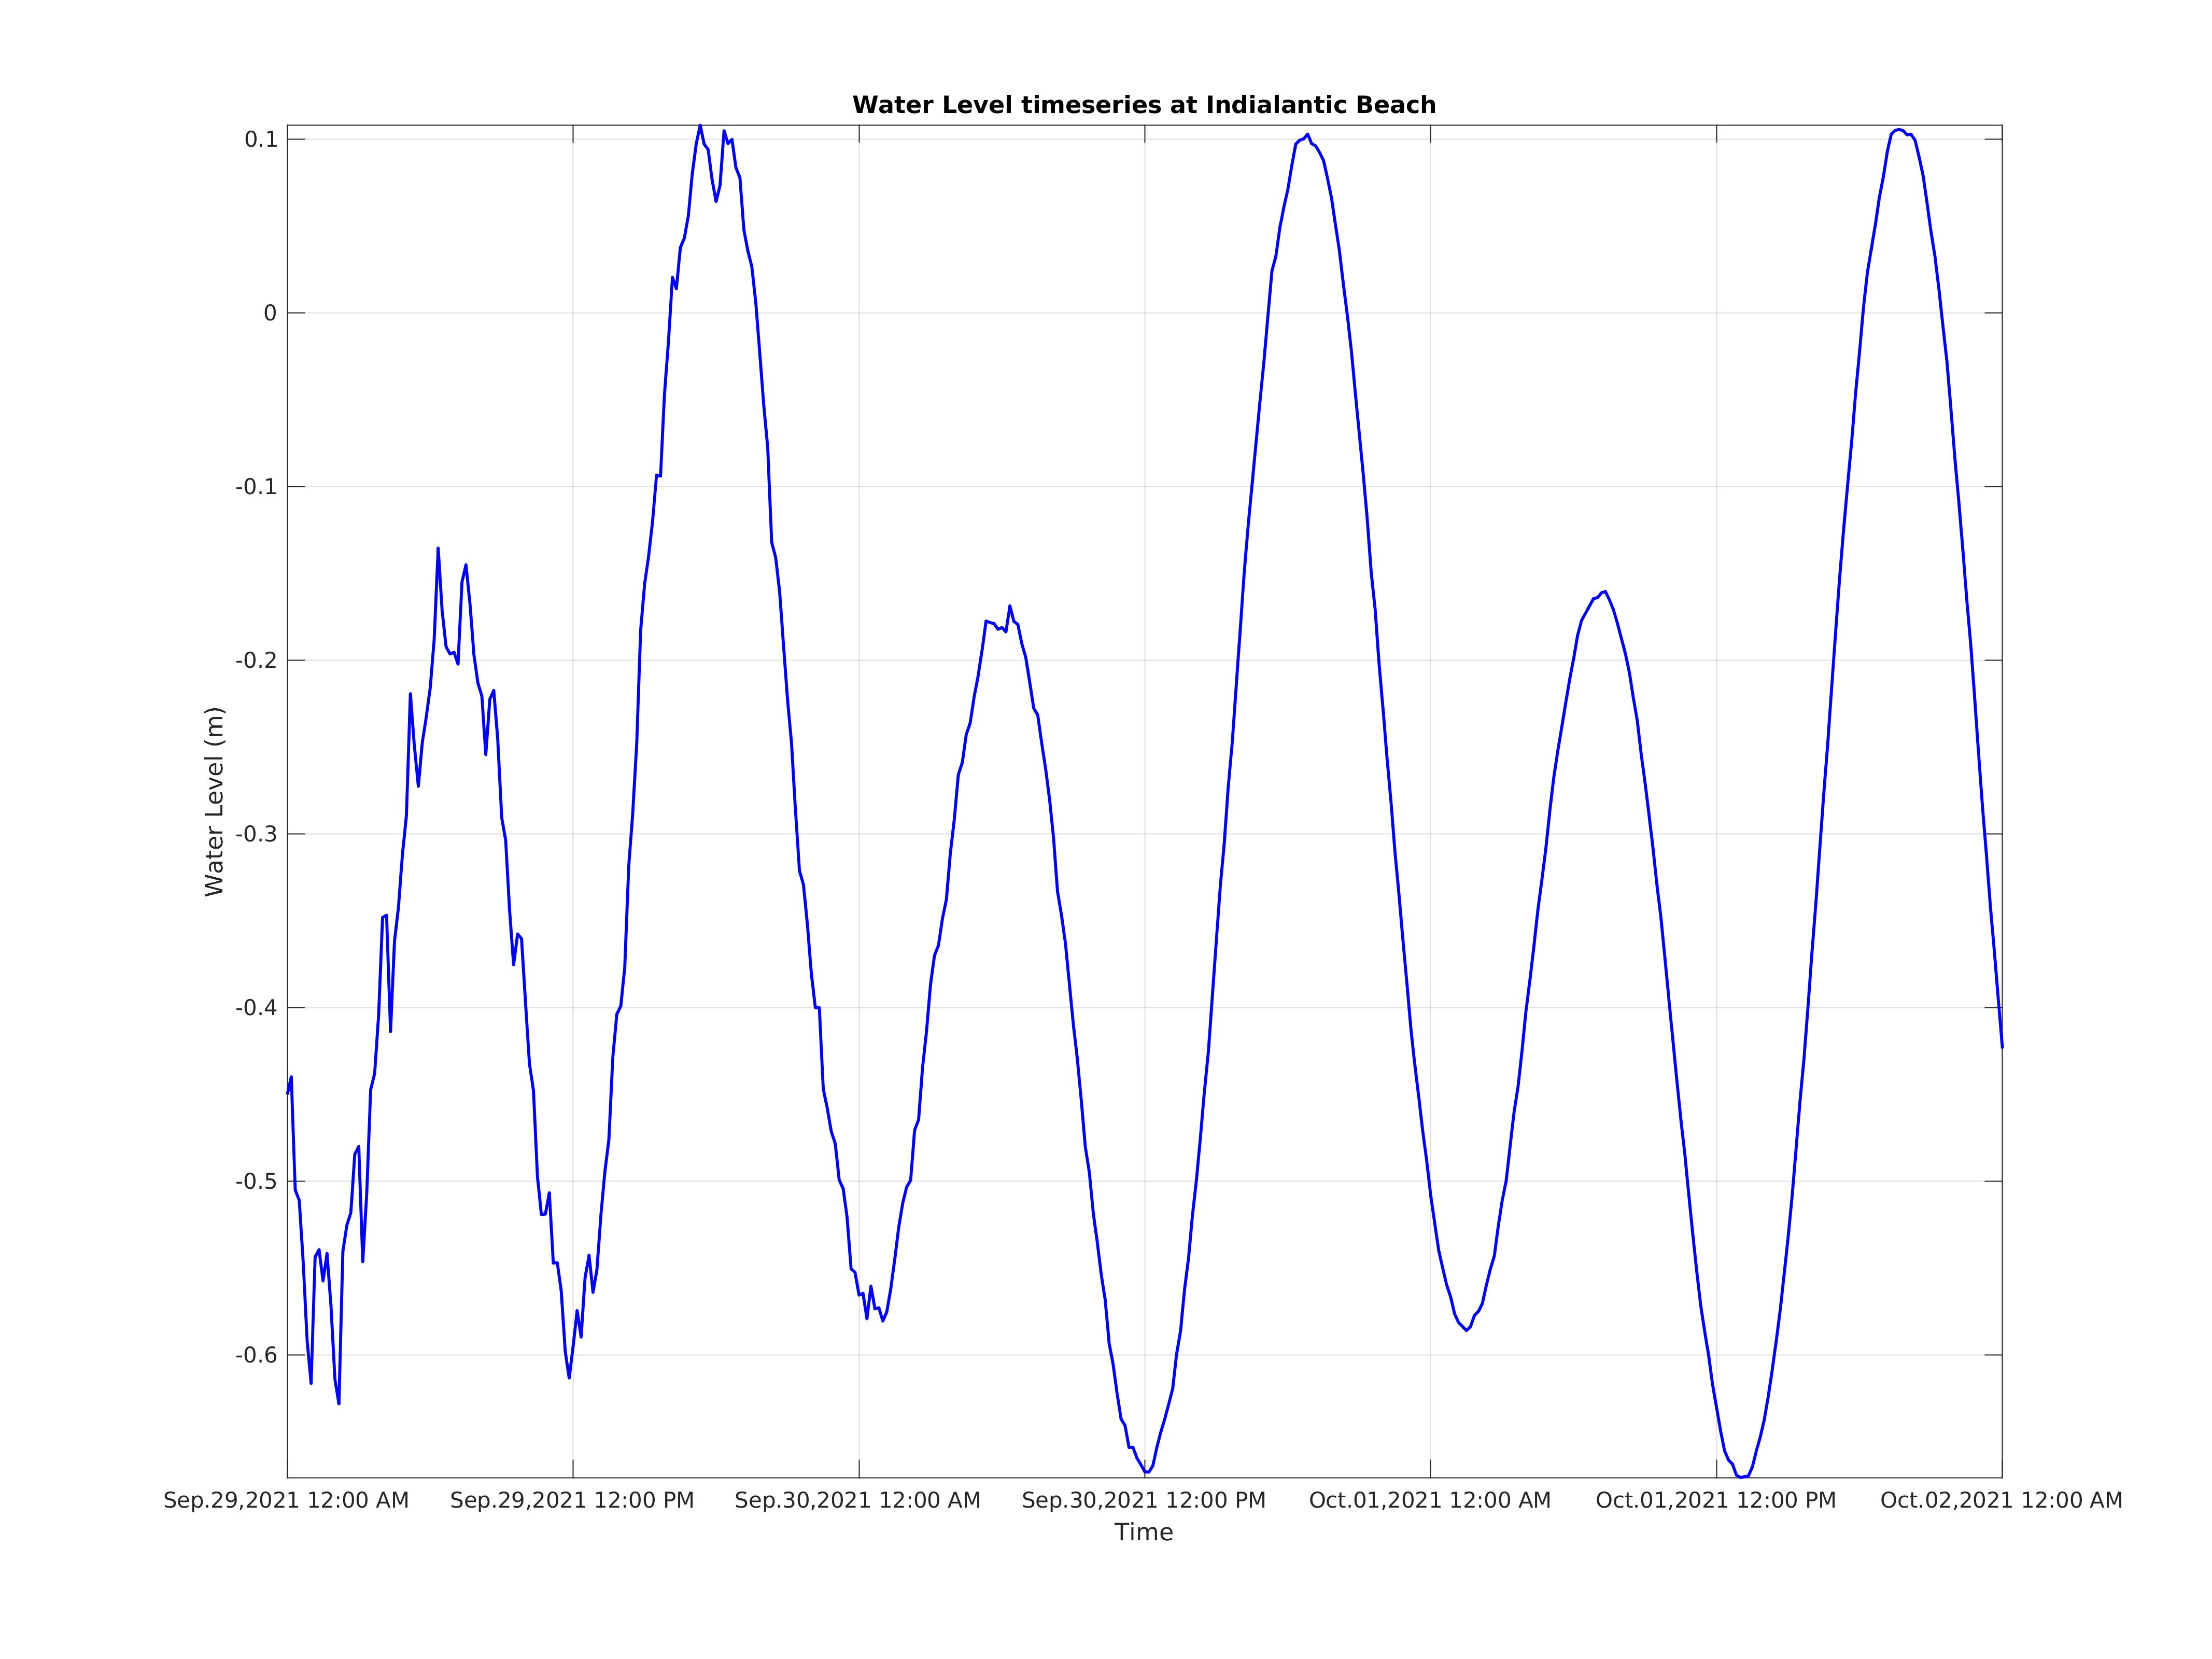 Water Level timeseries at Indialantic Beach
0.1
0
-0.1
-0.2
-0.3
-0.4
-0.5
-0.6
Water Level (m)
Sep.29,2021 12:00 AM Sep.29,2021 12:00 PM Sep.30,2021 12:00 AM Sep.30,2021 12:00 PM Oct.01,2021 12:00 AM Oct.01,2021 12:00 PM Oct.02,2021 12:00 AM
Time